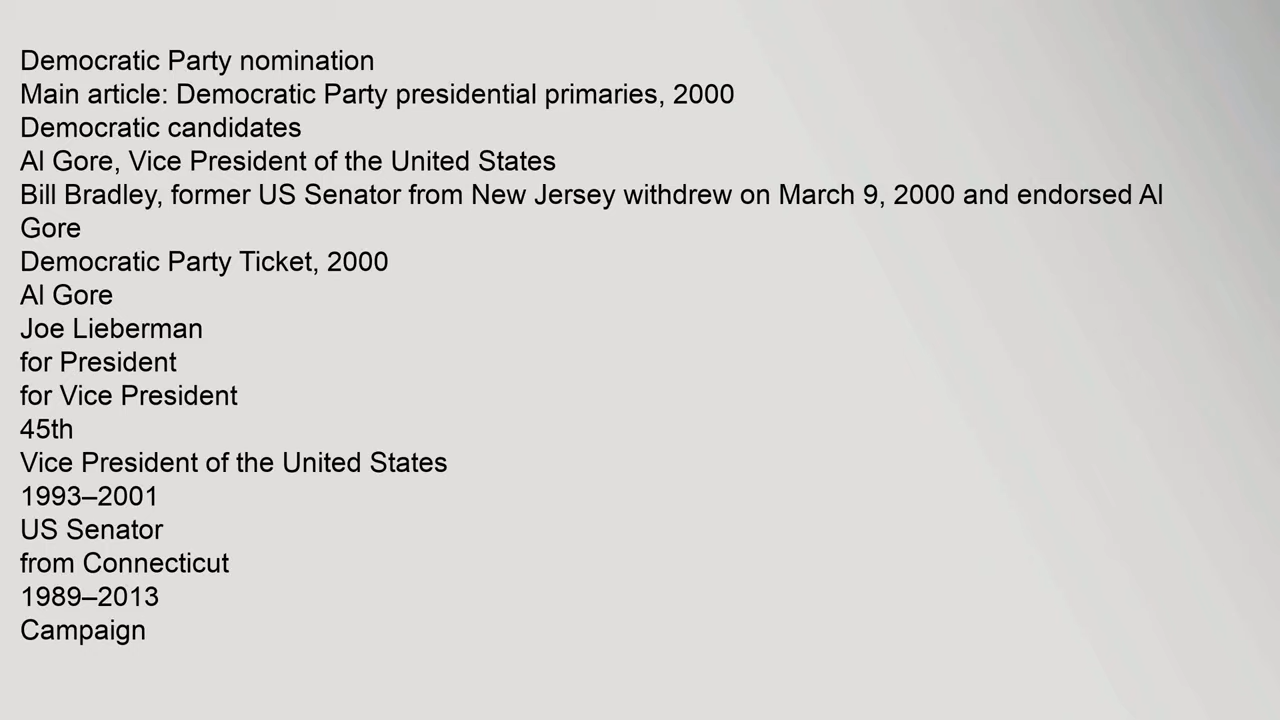 Democratic Party nomination
Main article: Democratic Party presidential primaries, 2000
Democratic candidates
Al Gore, Vice President of the United States
Bill Bradley, former US Senator from New Jersey withdrew on March 9, 2000 and endorsed Al
Gore
Democratic Party Ticket, 2000
Al Gore
Joe Lieberman
for President
for Vice President
45th
Vice President of the United States
1993–2001
US Senator
from Connecticut
1989–2013
Campaign